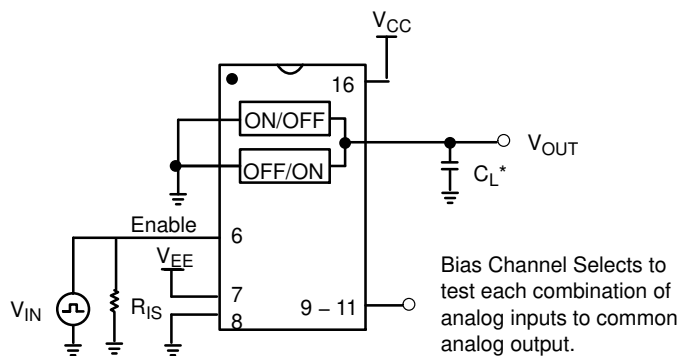 VCC
16
ON/OFF
OFF/ON
VOUT
CL*
Enable
6
VEE
VIN
RIS
7
8
9 – 11
Bias Channel Selects to
test each combination of
analog inputs to common
analog output.